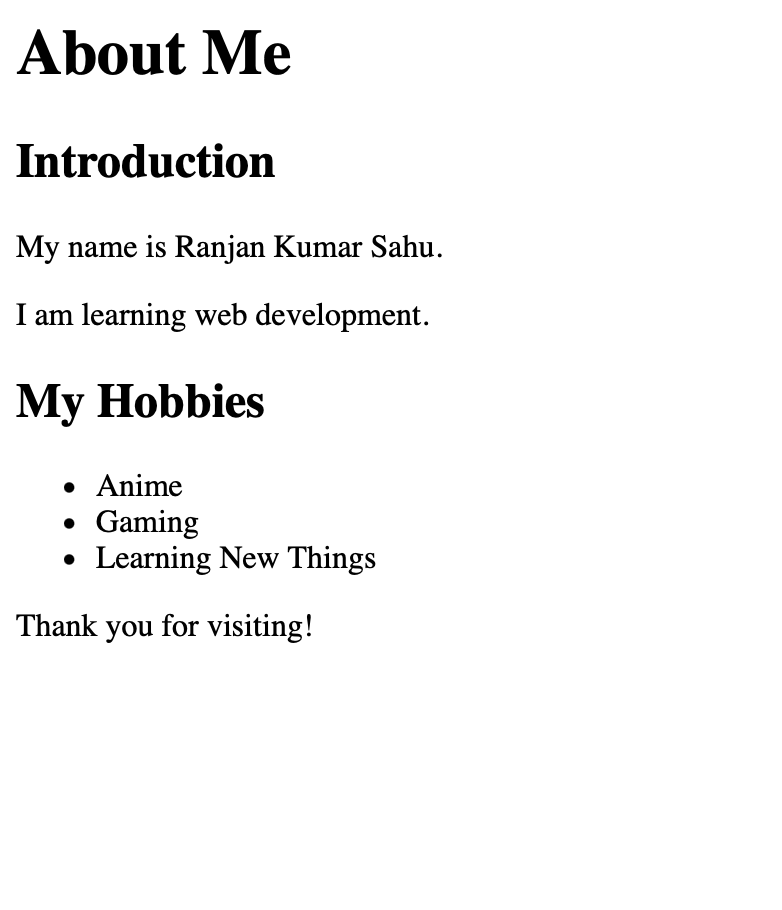 About Me
Introduction
My name is Ranjan Kumar Sahu.
I am learning web development.
My Hobbies
• Anime
• Gaming
• Learning New Things
Thank you for visiting!